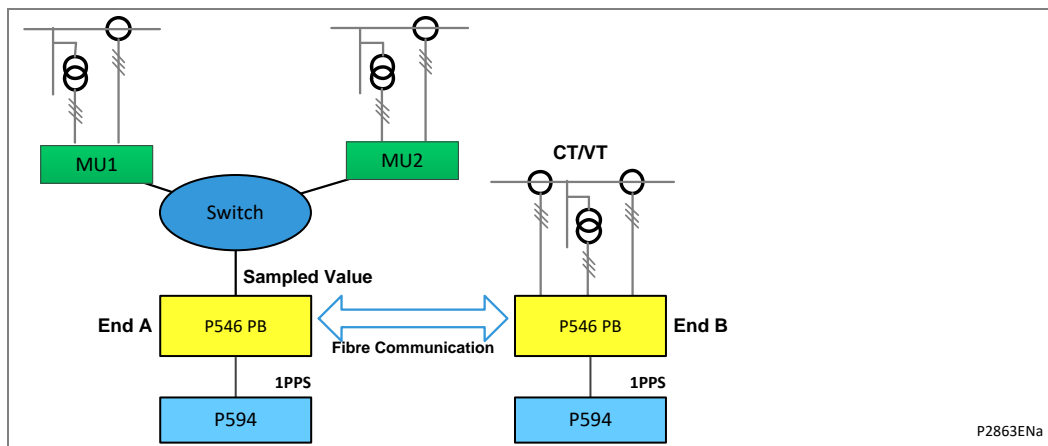 MU1
MU2
CT/VT
Switch
Sampled Value
End A
P546 PB
Fibre Communication
P546 PB
End B
1PPS
1PPS
P594
P594
P2863ENa